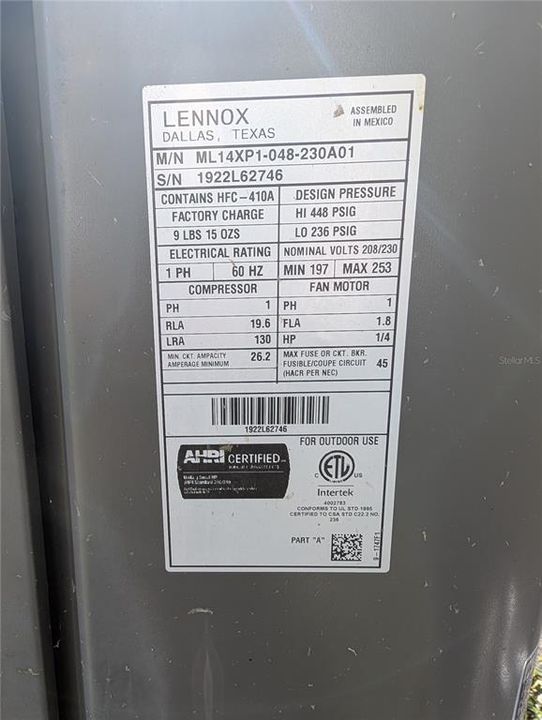 LENNOX
DALLAS, TEXAS
ASSEMBLED
IN MEXICO
M/N ML14XP1-048-230A01
S/N 1922L62746
CONTAINS HFC-410A
DESIGN PRESSURE
FACTORY CHARGE
HI 448 PSIG
9 LBS 15 OZS
LO 236 PSIG
ELECTRICAL RATING
NOMINAL VOLTS 208/230
1 PH 60 HZ
MIN 197 MAX 253
COMPRESSOR
FAN MOTOR
PH 1
PH 1
RLA 19.6
FLA 1.8
LRA 130
HP 1/4
MIN. CKT. AMPACITY
AMPERAGE MINIMUM
26.2
MAX FUSE OR CKT. BKR.
FUSIBLE/COUPE CIRCUIT
(HACR PER NEC)
45
1922L62746
AHRI CERTIFIED
FOR OUTDOOR USE
C ETL US
Intertek
4002783
CONFORMS TO UL STD 1995
CERTIFIED TO CSA STD C22.2 NO.
236
PART "A"
StellarMLS